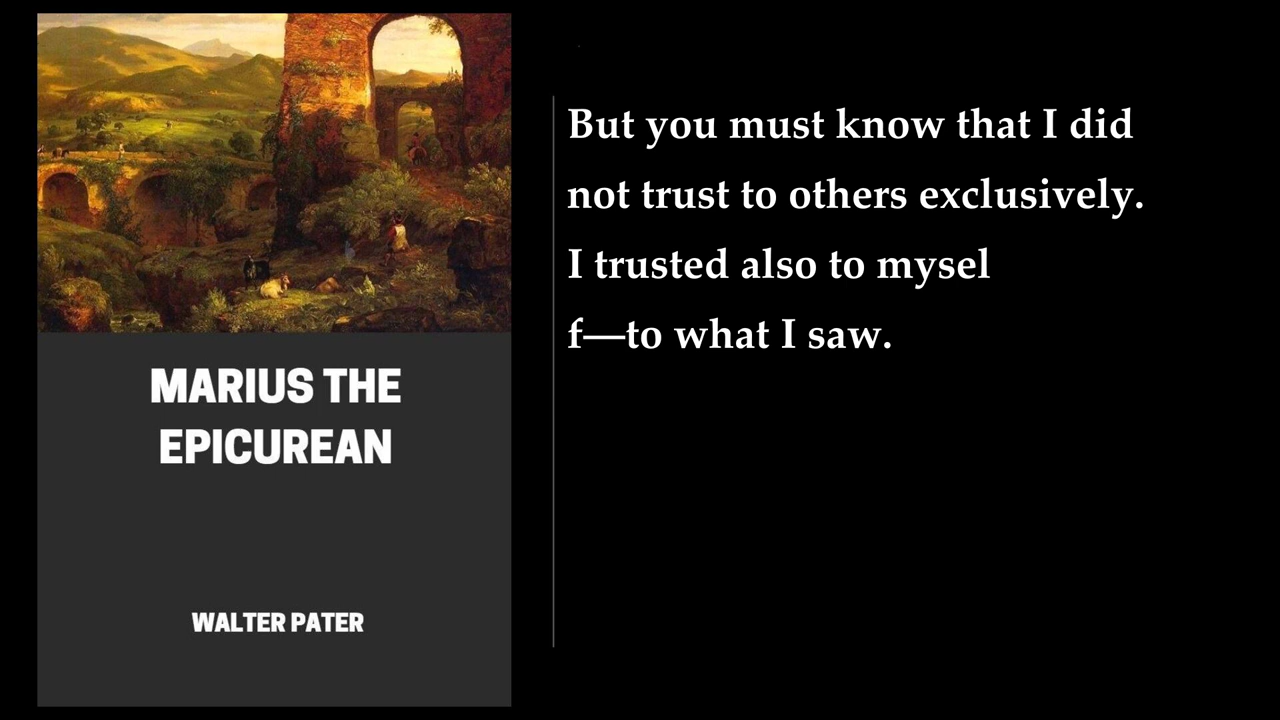 MARIUS THE
EPICUREAN
WALTER PATER
But you must know that I did
not trust to others exclusively.
I trusted also to mysel
f—to what I saw.